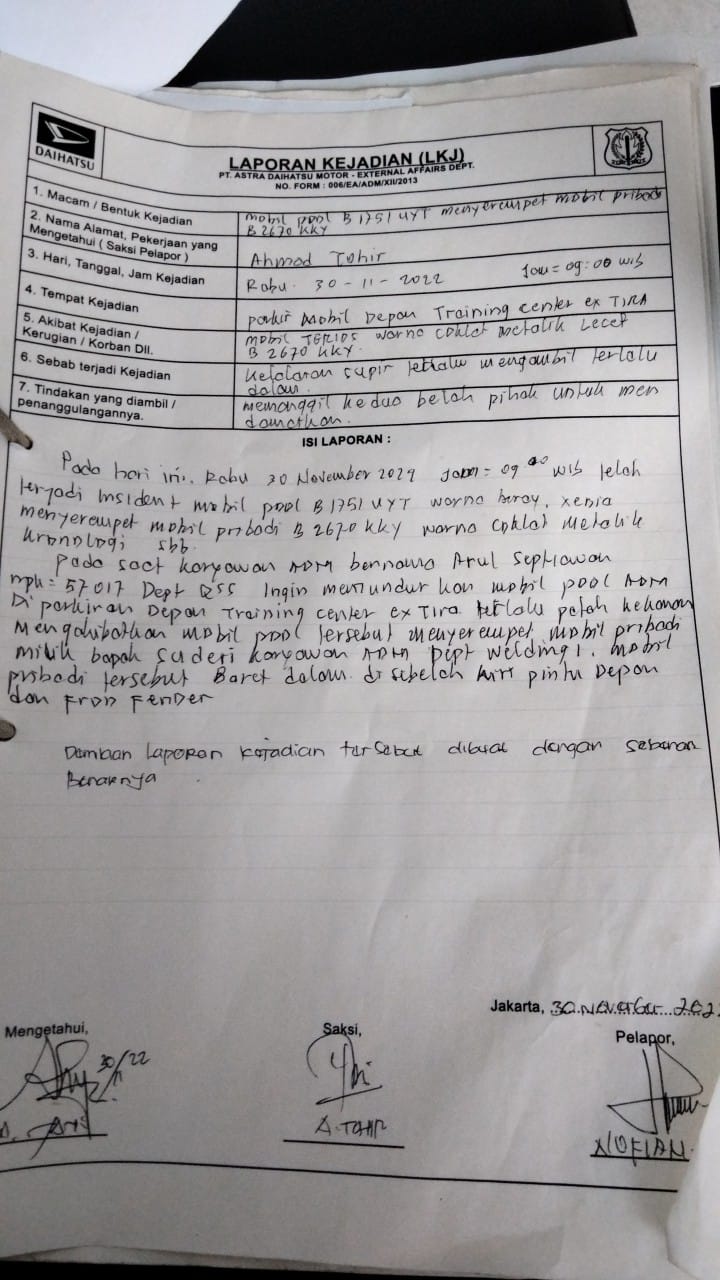 DAIHATSU
LAPORAN KEJADIAN (LKJ)
PT. ASTRA DAIHATSU MOTOR - EXTERNAL AFFAIRS DEPT.
NO. FORM : 006/EA/ADM/XII/2013
1. Macam / Bentuk Kejadian
mobil pool B 1751 UYT menyerempet mobil pribadi
B 2670 KKY
2. Nama Alamat, Pekerjaan yang
Mengetahui ( Saksi Pelapor )
Ahmad Tohir
3. Hari, Tanggal, Jam Kejadian
Rabu. 30 - 11 - 2022 Jam = 09:00 WIB
4. Tempat Kejadian
parkir Mobil Depan Training center ex TIRA
5. Akibat Kejadian /
Kerugian / Korban Dll.
mobil TERIOS warna coklat metalik Lecet
B 2670 KKY.
6. Sebab terjadi Kejadian
Kelalaian supir terlalu mengambil terlalu
dalam.
7. Tindakan yang diambil /
penanggulangannya.
memanggil kedua belah pihak untuk men
damaikan.
ISI LAPORAN :
Pada hari ini. Rabu 30 November 2022 Jam = 09 00 WIB telah
terjadi insident mobil pool B 1751 UYT warna xenia
menyerempet mobil pribadi B 2670 KKY warna coklat Metalik
kronologi sbb.
Pada saat karyawan ADM bernama Arul Septiawan
npk = 57017 Dept QSS Ingin memundur kan mobil pool ADM
Di parkiran Depan Training center ex Tira terlalu patah kekanan
Mengakibatkan mobil pool tersebut menyerempet mobil pribadi
milik bapak Suderi karyawan ADM Dept Welding 1. mobil
pribadi tersebut Baret dalam. di sebelah kiri pintu Depan
dan Fron Fender
Demikian Laporan kejadian tersebut dibuat dengan sebenar
Benarnya
Jakarta, 30 November 202
Mengetahui,
Saksi,
Pelapor,
30/11 22
A. TOHIR
NOFIAN.